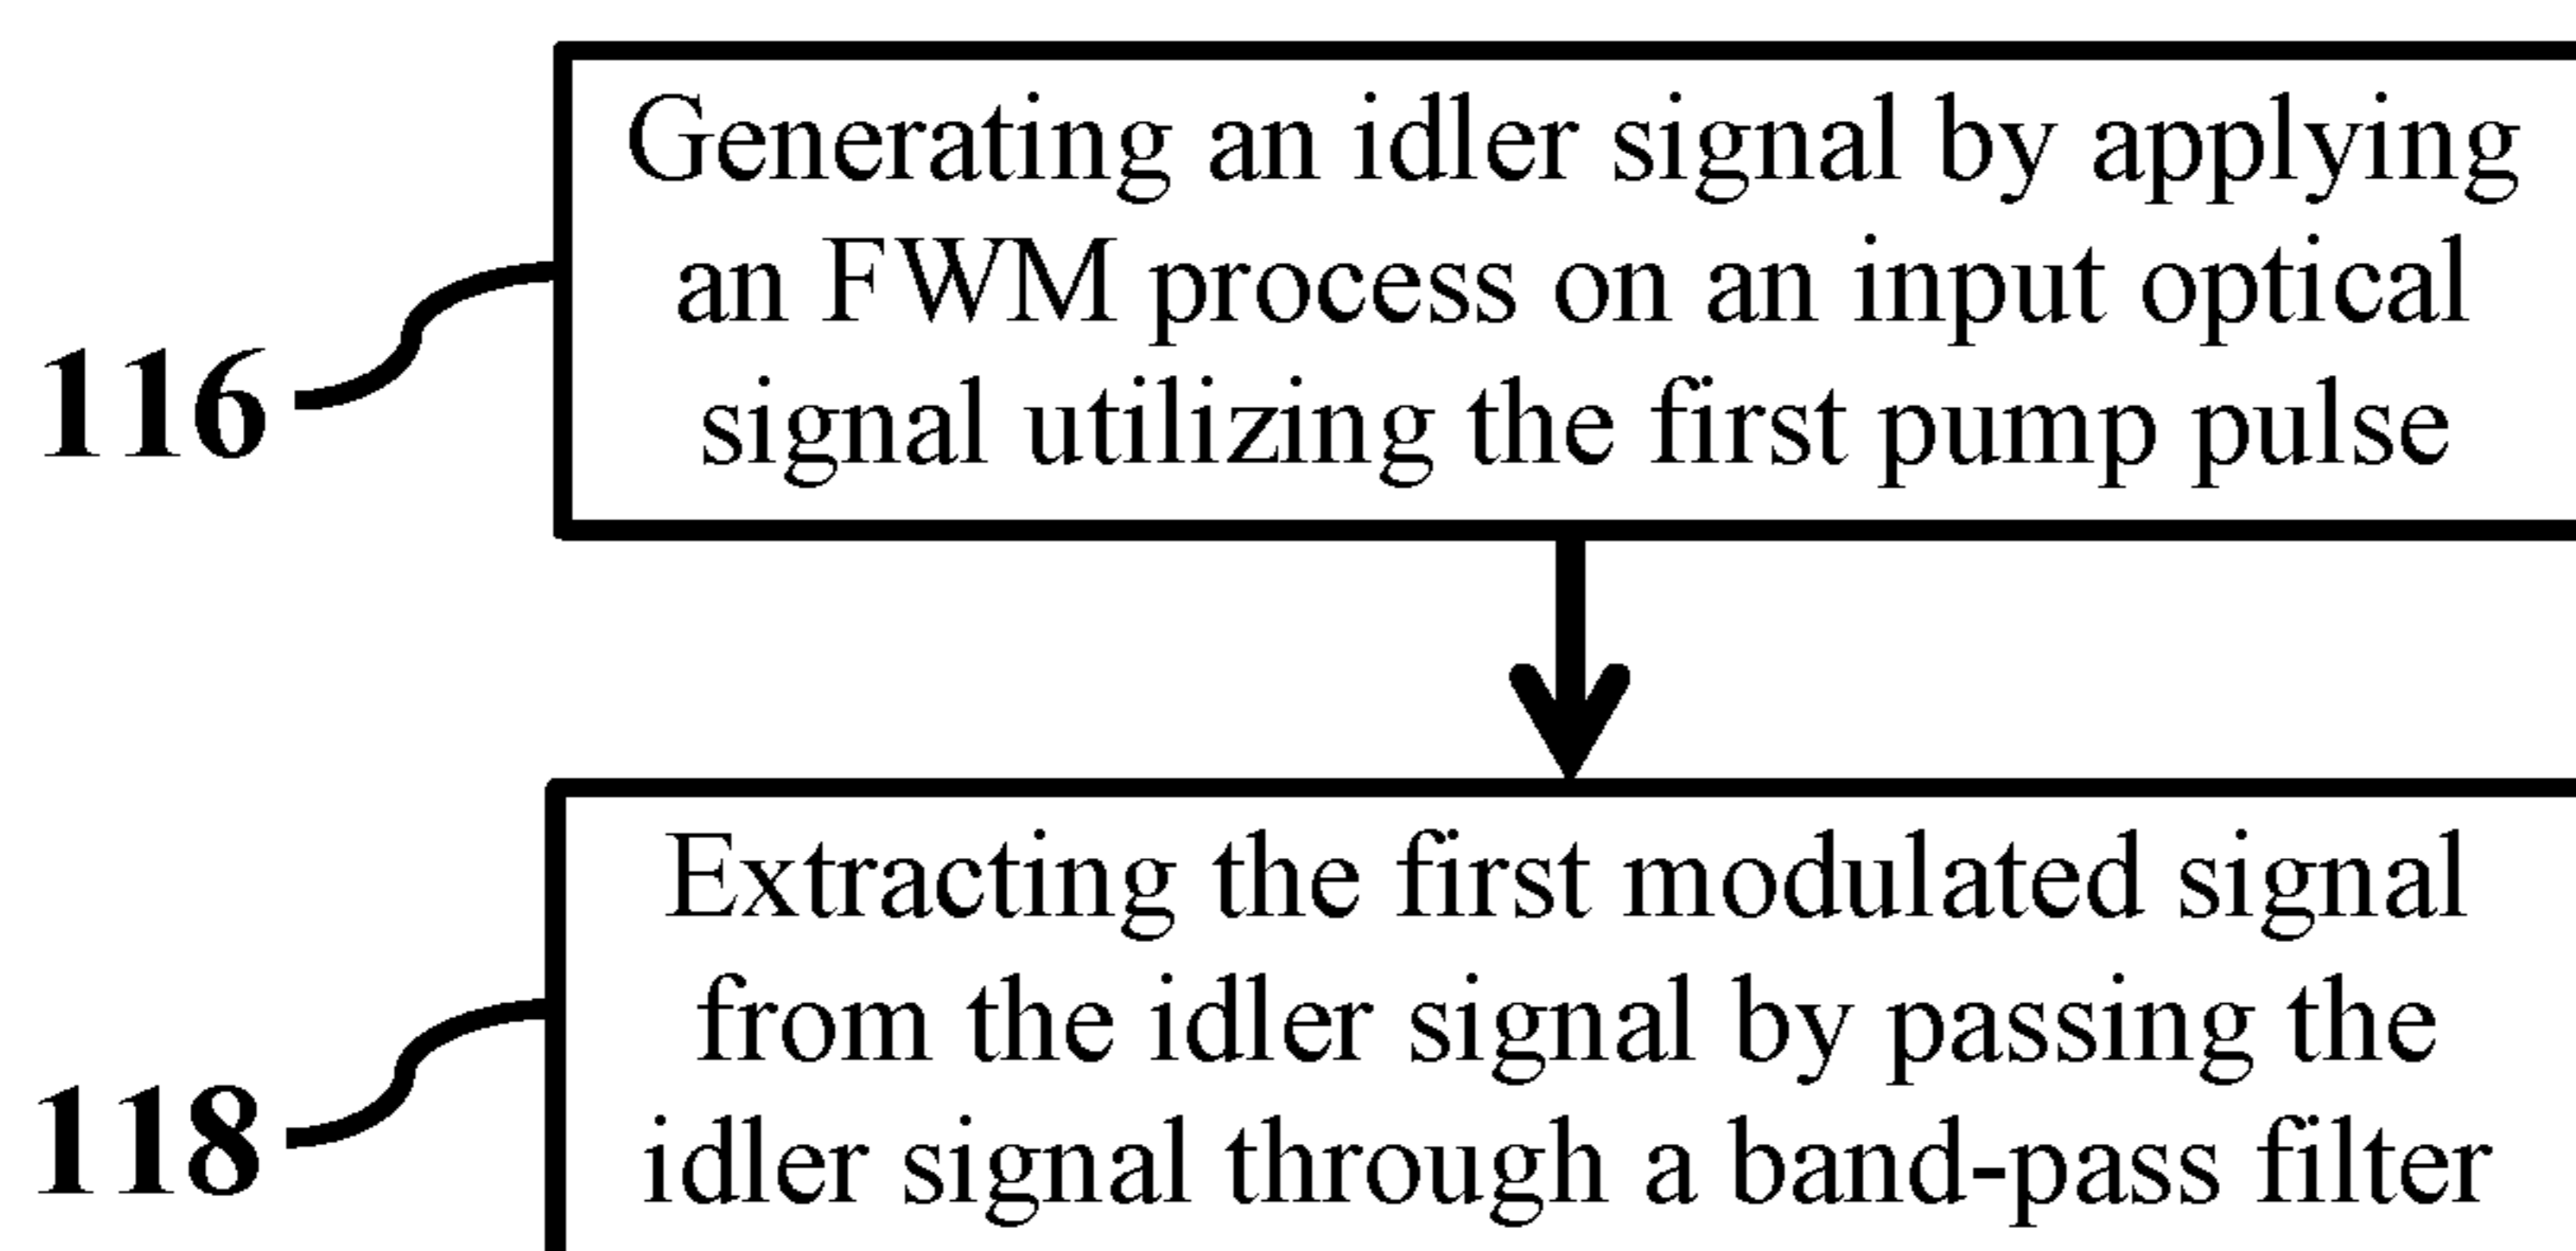 Generating an idler signal by applying
an FWM process on an input optical
signal utilizing the first pump pulse
116
Extracting the first modulated signal
from the idler signal by passing the
idler signal through a band-pass filter
118